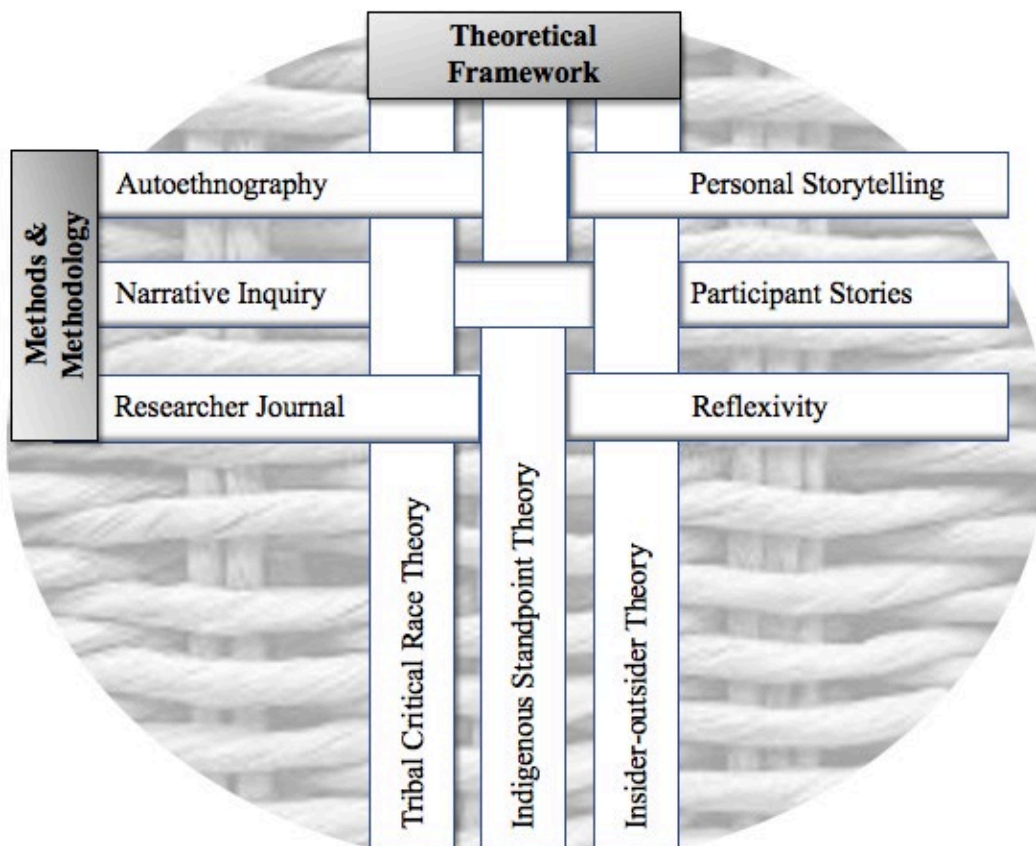 Theoretical
Framework
Methods &
Methodology
Autoethnography
Personal Storytelling
Narrative Inquiry
Participant Stories
Researcher Journal
Reflexivity
Tribal Critical Race Theory
Indigenous Standpoint Theory
Insider-outsider Theory